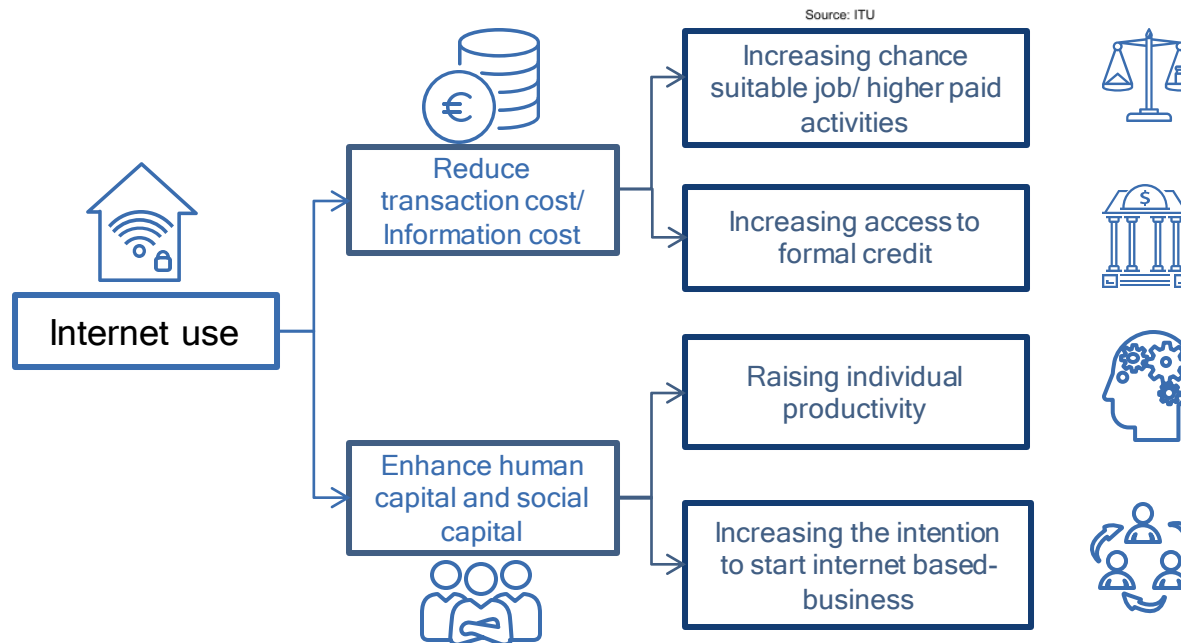 Source: ITU
Increasing chance
suitable job/ higher paid
activities
Reduce
transaction cost/
Information cost
Increasing access to
formal credit
Internet use
Raising individual
productivity
Enhance human
capital and social
capital
Increasing the intention
to start internet based-
business
€
$